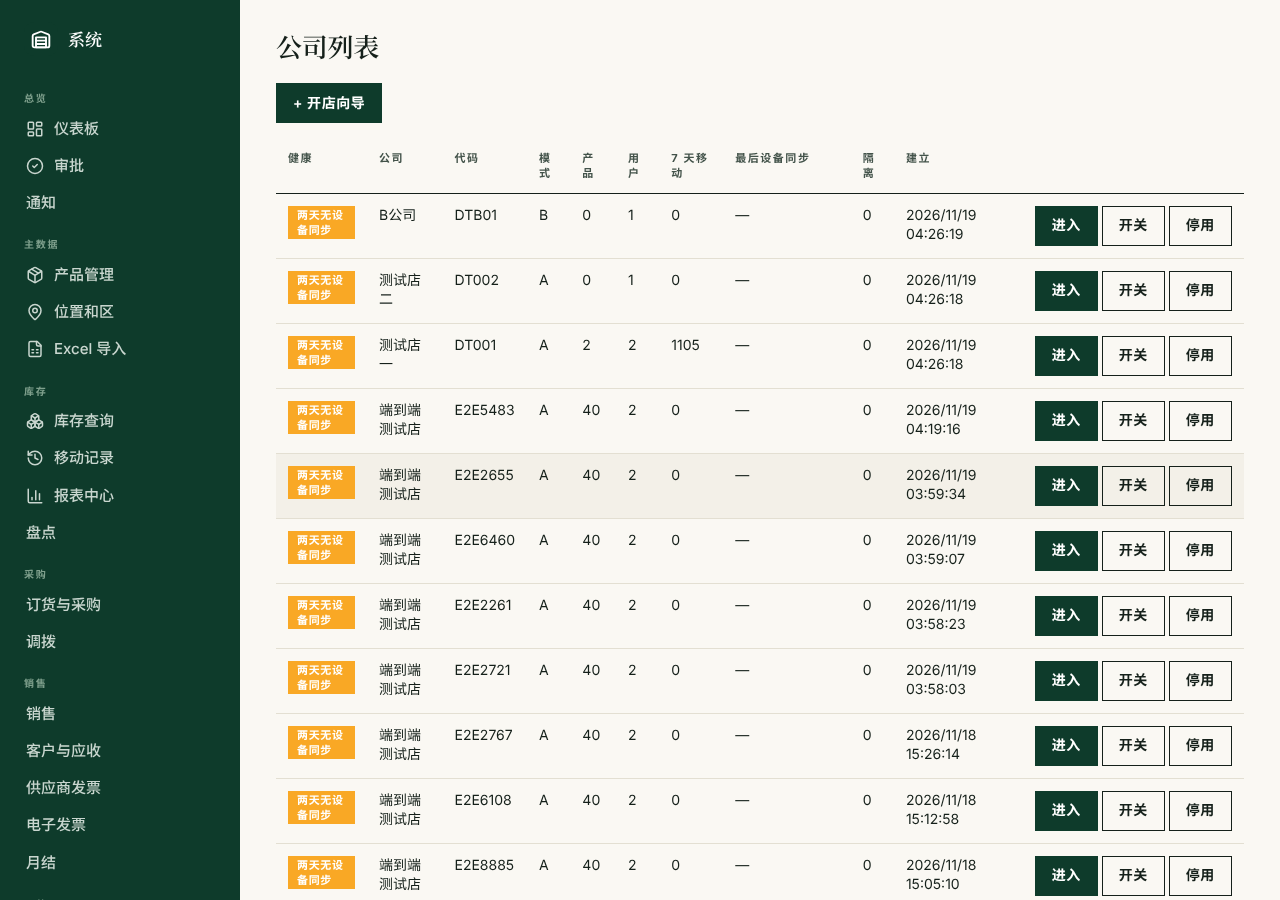 系统
总览
仪表板
审批
通知
主数据
产品管理
位置和区
Excel 导入
库存
库存查询
移动记录
报表中心
盘点
采购
订货与采购
调拨
销售
销售
客户与应收
供应商发票
电子发票
月结
公司列表
+ 开店向导
健康 公司 代码 模式 产品 用户 7 天移动 最后设备同步 隔离 建立
两天无设备同步 B公司 DTB01 B 0 1 0 — 0 2026/11/19 04:26:19 进入 开关 停用
两天无设备同步 测试店二 DT002 A 0 1 0 — 0 2026/11/19 04:26:18 进入 开关 停用
两天无设备同步 测试店一 DT001 A 2 2 1105 — 0 2026/11/19 04:26:18 进入 开关 停用
两天无设备同步 端到端测试店 E2E5483 A 40 2 0 — 0 2026/11/19 04:19:16 进入 开关 停用
两天无设备同步 端到端测试店 E2E2655 A 40 2 0 — 0 2026/11/19 03:59:34 进入 开关 停用
两天无设备同步 端到端测试店 E2E6460 A 40 2 0 — 0 2026/11/19 03:59:07 进入 开关 停用
两天无设备同步 端到端测试店 E2E2261 A 40 2 0 — 0 2026/11/19 03:58:23 进入 开关 停用
两天无设备同步 端到端测试店 E2E2721 A 40 2 0 — 0 2026/11/19 03:58:03 进入 开关 停用
两天无设备同步 端到端测试店 E2E2767 A 40 2 0 — 0 2026/11/18 15:26:14 进入 开关 停用
两天无设备同步 端到端测试店 E2E6108 A 40 2 0 — 0 2026/11/18 15:12:58 进入 开关 停用
两天无设备同步 端到端测试店 E2E8885 A 40 2 0 — 0 2026/11/18 15:05:10 进入 开关 停用